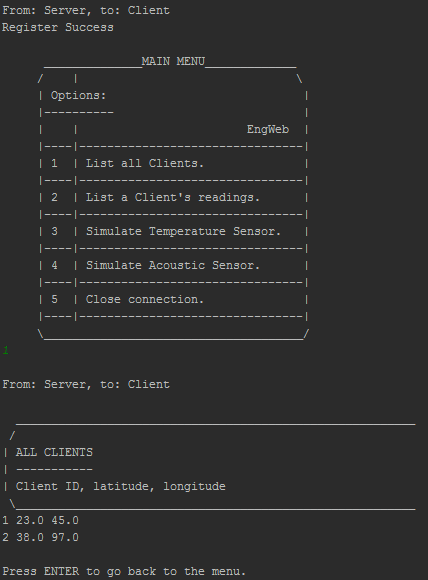 From: Server, to: Client
Register Success
______________MAIN MENU_____________
/    |                               \
| Options:                            |
|----------                           |
|    |                        EngWeb  |
|----|--------------------------------|
| 1  | List all Clients.              |
|----|--------------------------------|
| 2  | List a Client's readings.      |
|----|--------------------------------|
| 3  | Simulate Temperature Sensor.   |
|----|--------------------------------|
| 4  | Simulate Acoustic Sensor.      |
|----|--------------------------------|
| 5  | Close connection.              |
|----|--------------------------------|
\_____________________________________/
1
From: Server, to: Client
_________________________________________________________
/
| ALL CLIENTS
| -----------
| Client ID, latitude, longitude
\_________________________________________________________
1 23.0 45.0
2 38.0 97.0
Press ENTER to go back to the menu.